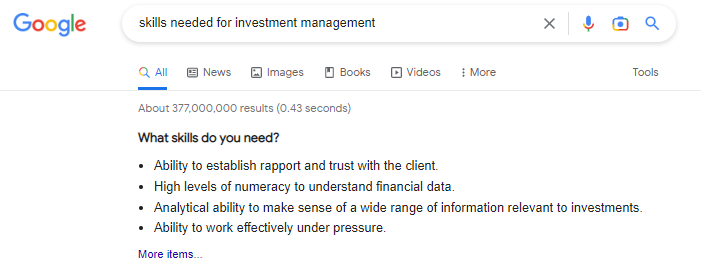 Google
skills needed for investment management
All News Images Books Videos More Tools
About 377,000,000 results (0.43 seconds)
What skills do you need?
• Ability to establish rapport and trust with the client.
• High levels of numeracy to understand financial data.
• Analytical ability to make sense of a wide range of information relevant to investments.
• Ability to work effectively under pressure.
More items...